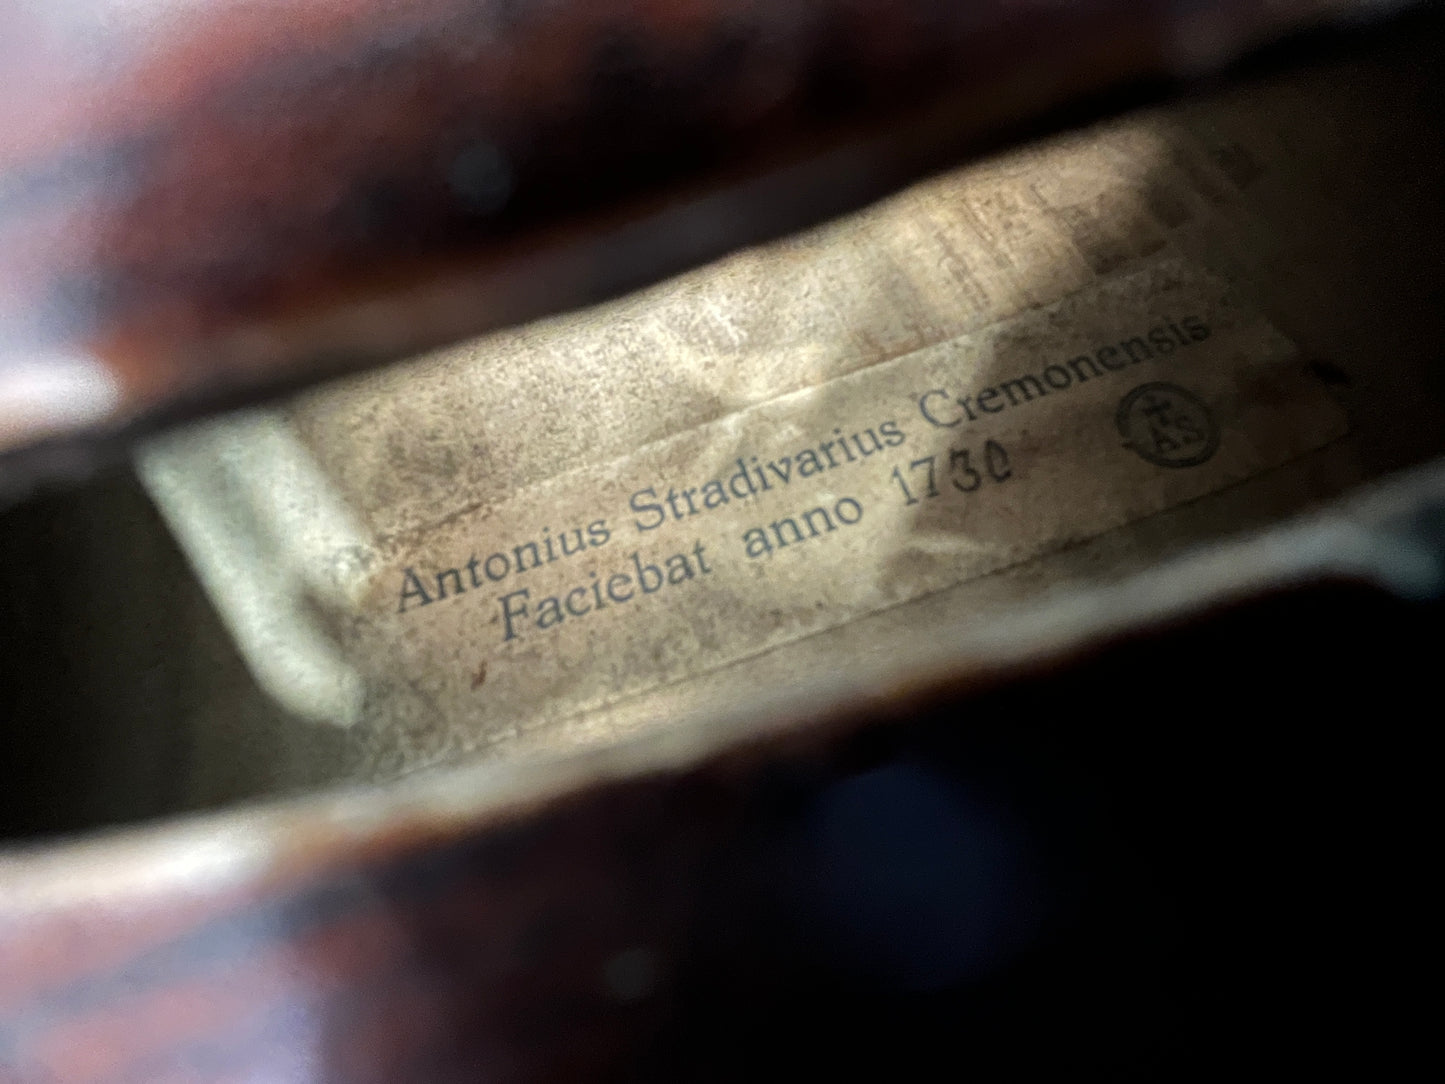 Antonius Stradivarius Cremonensis
Faciebat anno 1730
A.S